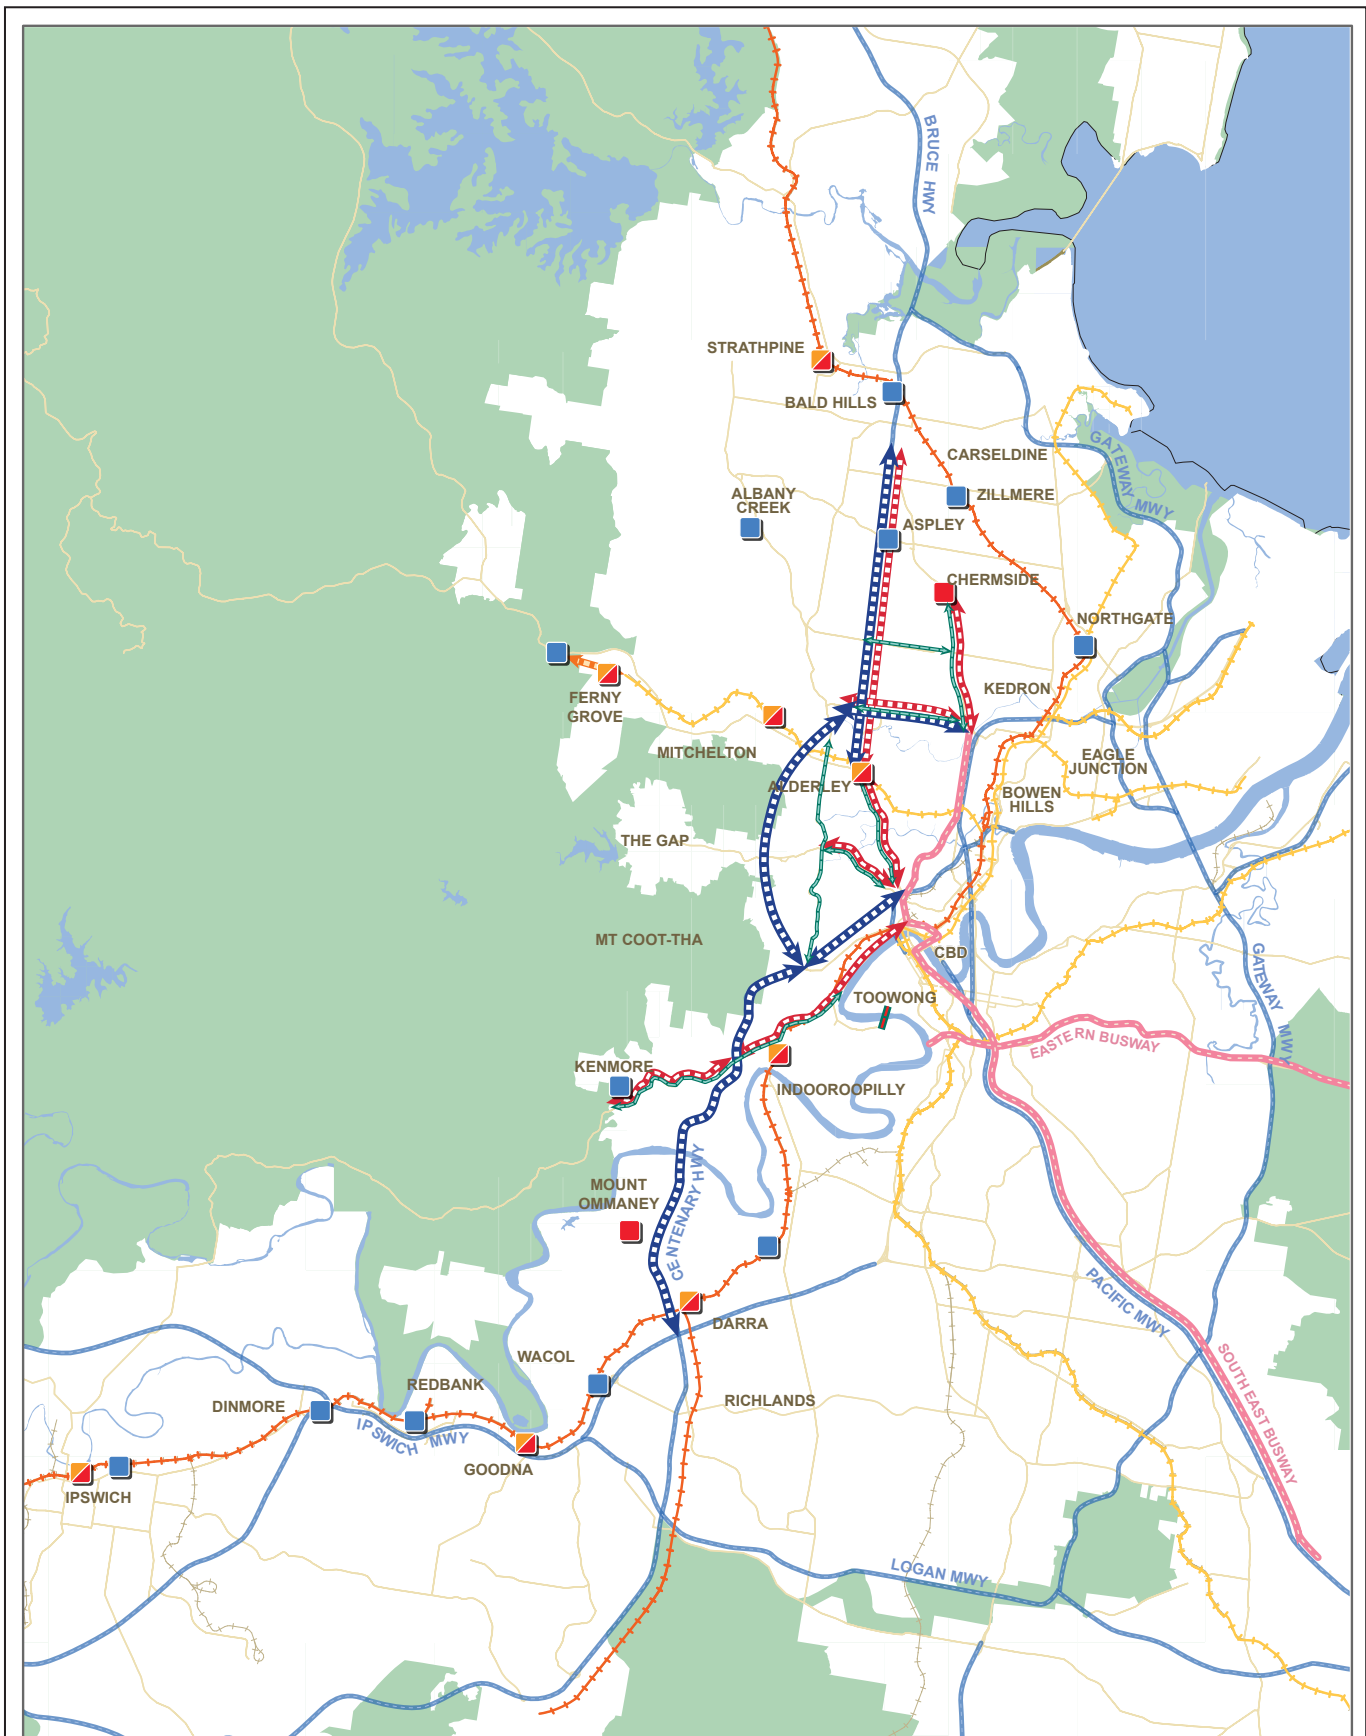 BRUCE HWY
STRATHPINE
BALD HILLS
CARSELDINE
GATEWAY MWY
ALBANY
CREEK
ZILLMERE
ASPLEY
CHERMSIDE
NORTHGATE
KEDRON
FERNY
GROVE
MITCHELTON
EAGLE
JUNCTION
ALDERLEY
BOWEN
HILLS
THE GAP
MT COOT-THA
CBD
GATEWAY MWY
TOOWONG
EASTERN BUSWAY
KENMORE
INDOOROOPILLY
MOUNT
OMMANEY
CENTENARY HWY
PACIFIC MWY
DARRA
WACOL
SOUTH EAST BUSWAY
REDBANK
DINMORE
RICHLANDS
IPSWICH MWY
GOODNA
IPSWICH
LOGAN MWY